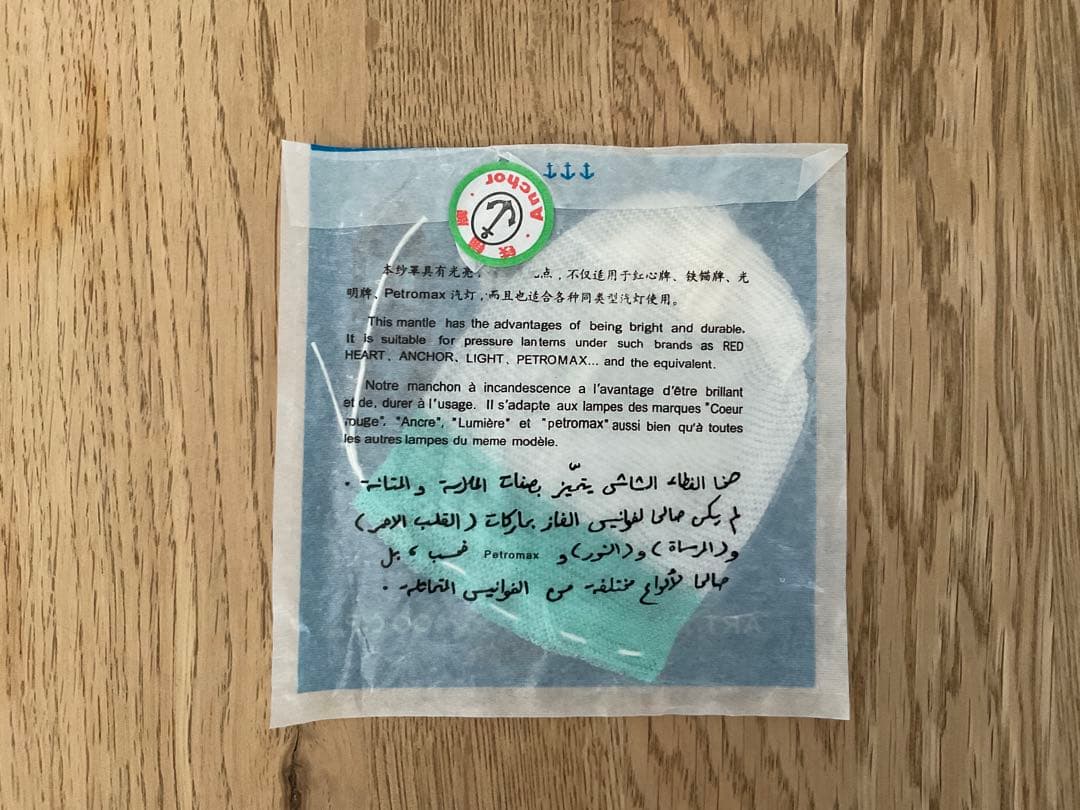 Anchor
铁锚牌
本纱罩具有光亮 点，不仅适用于红心牌、铁锚牌、光
明牌、Petromax 汽灯，而且也适合各种同类型汽灯使用。
This mantle has the advantages of being bright and durable.
It is suitable for pressure lanterns under such brands as RED
HEART、ANCHOR、LIGHT、PETROMAX... and the equivalent.
Notre manchon à incandescence a l'avantage d'être brillant
et de, durer à l'usage. Il s'adapte aux lampes des marques "Coeur
rouge", "Ancre", "Lumière" et "petromax" aussi bien qu'à toutes
les autres lampes du meme modèle.
هذا الغطاء الشاشي يتميّز بصفات الملاسة والمتانة .
لم يكن صالحا لفوانيس الغاز بماركات (القلب الاحمر)
و(المرساة) و(النور) و Petromax فحسب ، بل
صالحا لأنواع مختلفة من الفوانيس المتماثلة .